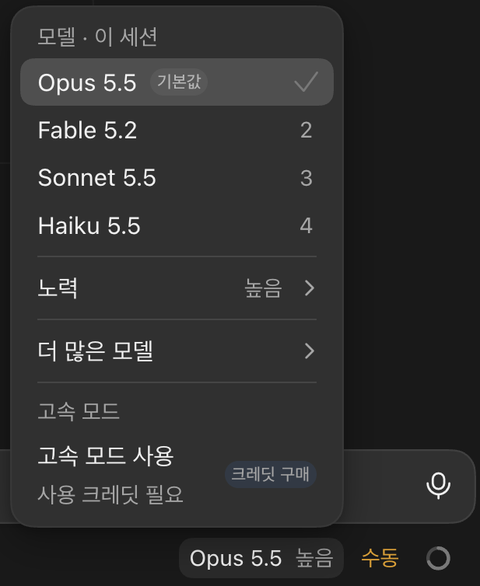 모델 · 이 세션
Opus 5.5 기본값
Fable 5.2 2
Sonnet 5.5 3
Haiku 5.5 4
노력 높음
더 많은 모델
고속 모드
고속 모드 사용
크레딧 구매
사용 크레딧 필요
Opus 5.5 높음 수동